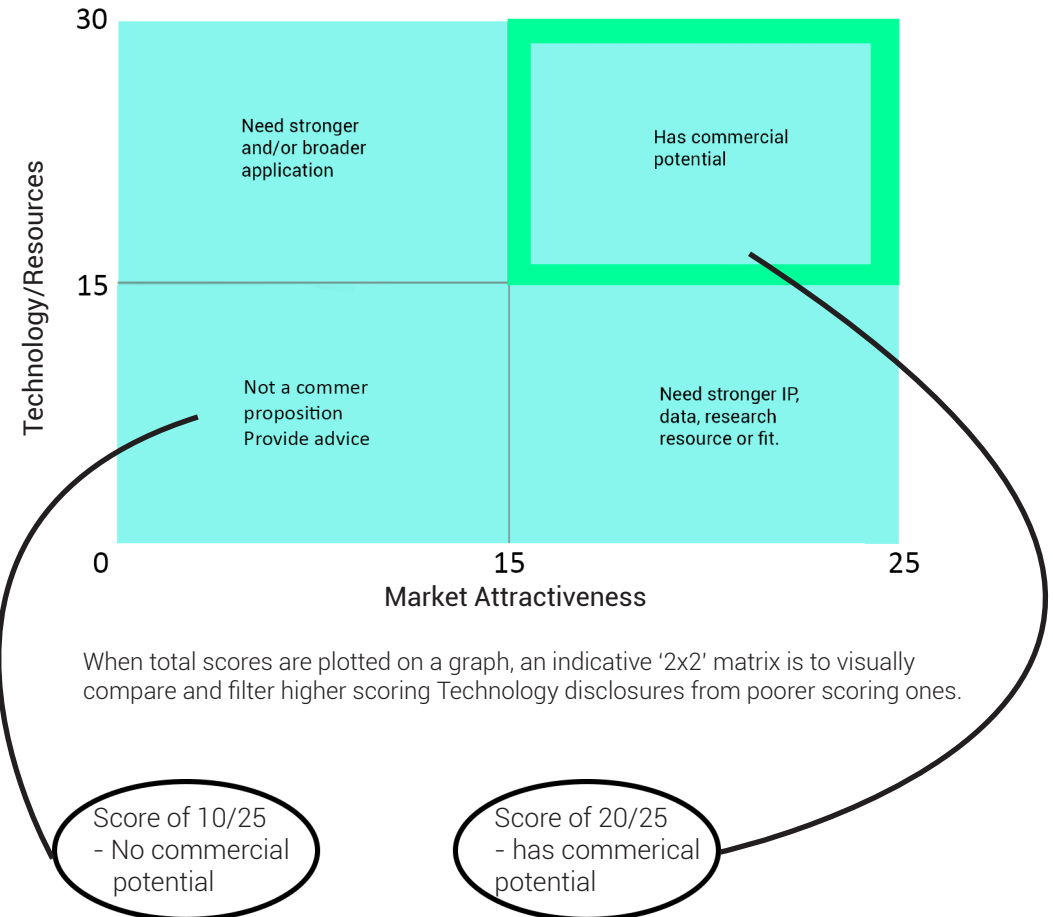 30
Need stronger
and/or broader
application
Has commercial
potential
Technology/Resources
15
Not a commer
proposition
Provide advice
Need stronger IP,
data, research
resource or fit.
0
15
25
Market Attractiveness
When total scores are plotted on a graph, an indicative ‘2x2’ matrix is to visually
compare and filter higher scoring Technology disclosures from poorer scoring ones.
Score of 10/25
- No commercial
potential
Score of 20/25
- has commerical
potential